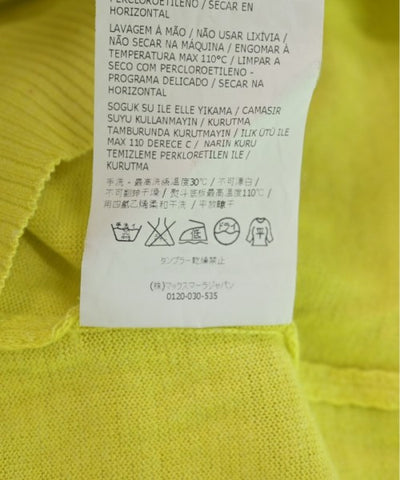 PERCLOROETILENO / SECAR EN
HORIZONTAL
LAVAGEM À MÃO / NÃO USAR LIXÍVIA /
NÃO SECAR NA MÁQUINA / ENGOMAR À
TEMPERATURA MAX 110°C / LIMPAR A
SECO COM PERCLOROETILENO -
PROGRAMA DELICADO / SECAR NA
HORIZONTAL
SOGUK SU ILE ELLE YIKAMA / CAMASIR
SUYU KULLANMAYIN / KURUTMA
TAMBURUNDA KURUTMAYIN / ILIK ÜTÜ ILE
MAX 110 DERECE C / NARIN KURU
TEMIZLEME PERKLORETILEN ILE /
KURUTMA
手洗 - 最高洗涤温度30℃ / 不可漂白 /
不可翻转干燥 / 熨斗底板最高温度110℃ /
用四氯乙烯柔和干洗 / 平放晾干
平
タンブラー乾燥禁止
(株)マックスマーラジャパン
0120-030-535